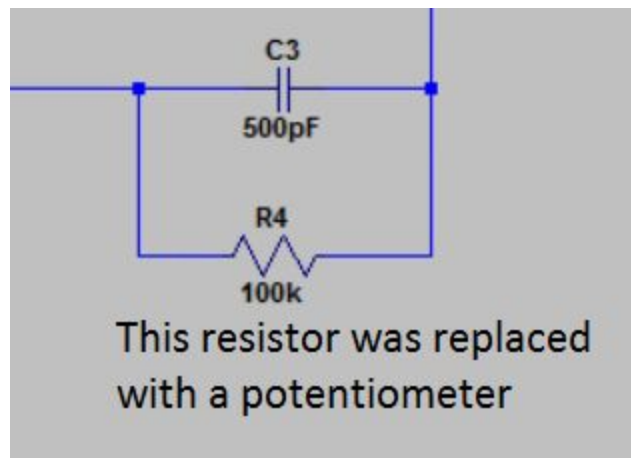 C3
500pF
R4
100k
This resistor was replaced
with a potentiometer